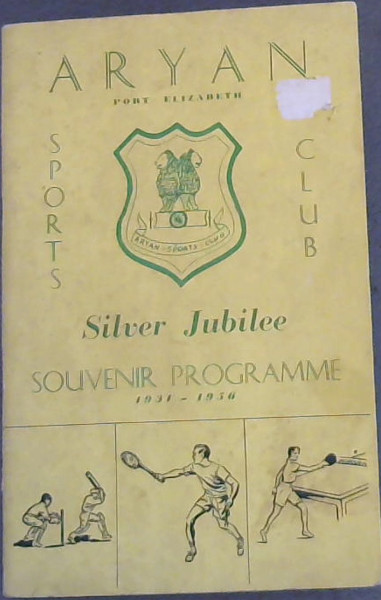 ARYAN
PORT ELIZABETH
SPORTS
CLUB
ARYAN - SPORTS - CLUB
Silver Jubilee
SOUVENIR PROGRAMME
1931 - 1956